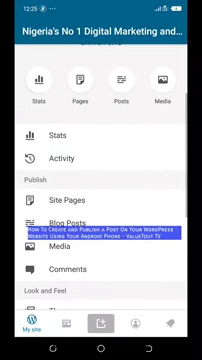 12:25
Nigeria's No 1 Digital Marketing and...
Stats
Pages
Posts
Media
Stats
Activity
Publish
Site Pages
Blog Posts
How To Create and Publish a Post On Your WordPress
Website Using Your Android Phone - ValueTout TV
Media
Comments
Look and Feel
My site